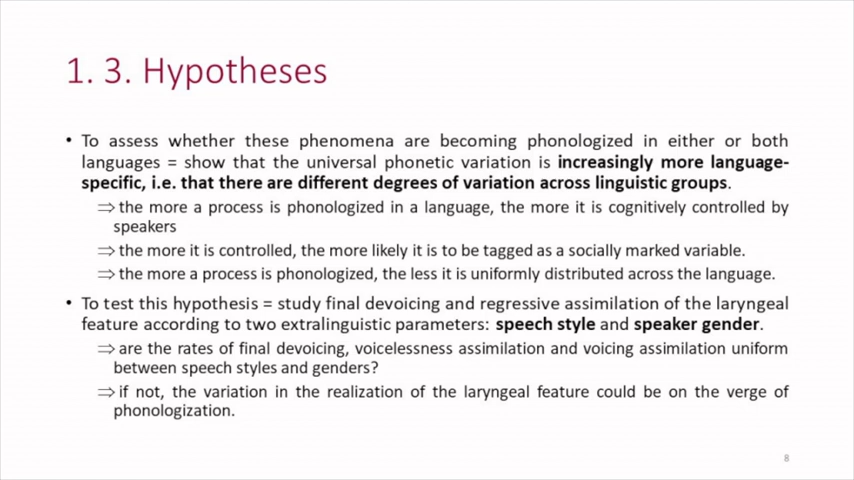 1. 3. Hypotheses
• To assess whether these phenomena are becoming phonologized in either or both
languages = show that the universal phonetic variation is increasingly more language-
specific, i.e. that there are different degrees of variation across linguistic groups.
⇒ the more a process is phonologized in a language, the more it is cognitively controlled by
speakers
⇒ the more it is controlled, the more likely it is to be tagged as a socially marked variable.
⇒ the more a process is phonologized, the less it is uniformly distributed across the language.
• To test this hypothesis = study final devoicing and regressive assimilation of the laryngeal
feature according to two extralinguistic parameters: speech style and speaker gender.
⇒ are the rates of final devoicing, voicelessness assimilation and voicing assimilation uniform
between speech styles and genders?
⇒ if not, the variation in the realization of the laryngeal feature could be on the verge of
phonologization.
8